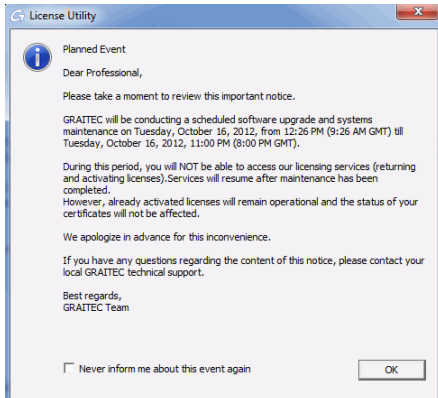 License Utility
Planned Event
Dear Professional,
Please take a moment to review this important notice.
GRAITEC will be conducting a scheduled software upgrade and systems
maintenance on Tuesday, October 16, 2012, from 12:26 PM (9:26 AM GMT) till
Tuesday, October 16, 2012, 11:00 PM (8:00 PM GMT).
During this period, you will NOT be able to access our licensing services (returning
and activating licenses).Services will resume after maintenance has been
completed.
However, already activated licenses will remain operational and the status of your
certificates will not be affected.
We apologize in advance for this inconvenience.
If you have any questions regarding the content of this notice, please contact your
local GRAITEC technical support.
Best regards,
GRAITEC Team
Never inform me about this event again
OK